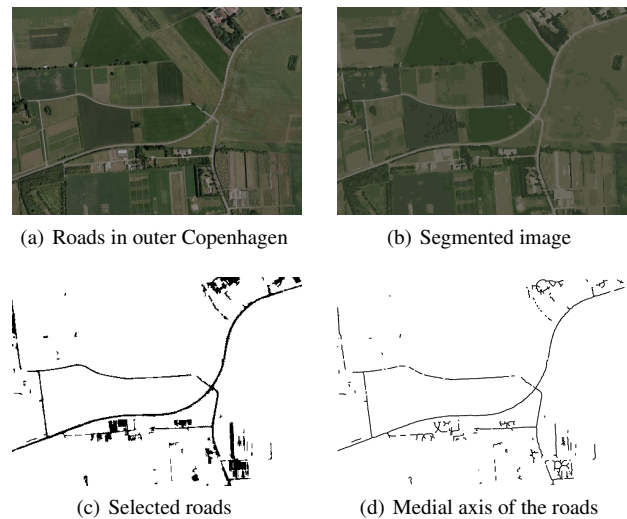 (a) Roads in outer Copenhagen
(b) Segmented image
(c) Selected roads
(d) Medial axis of the roads